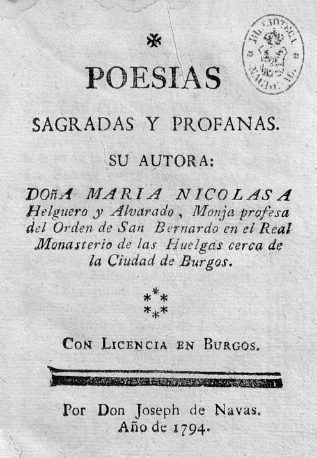 POESIAS
SAGRADAS Y PROFANAS.
SU AUTORA:
DOñA MARIA NICOLASA
Helguero y Alvarado, Monja profesa
del Orden de San Bernardo en el Real
Monasterio de las Huelgas cerca de
la Ciudad de Burgos.
CON LICENCIA EN BURGOS.
Por Don Joseph de Navas.
Año de 1794.